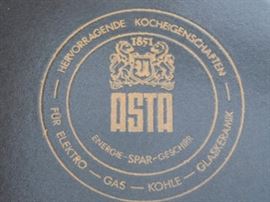 HERVORRAGENDE KOCHEIGENSCHAFTEN
1851
ASTA
ENERGIE-SPAR-GESCHIRR
FÜR ELEKTRO — GAS — KOHLE — GLASKERAMIK